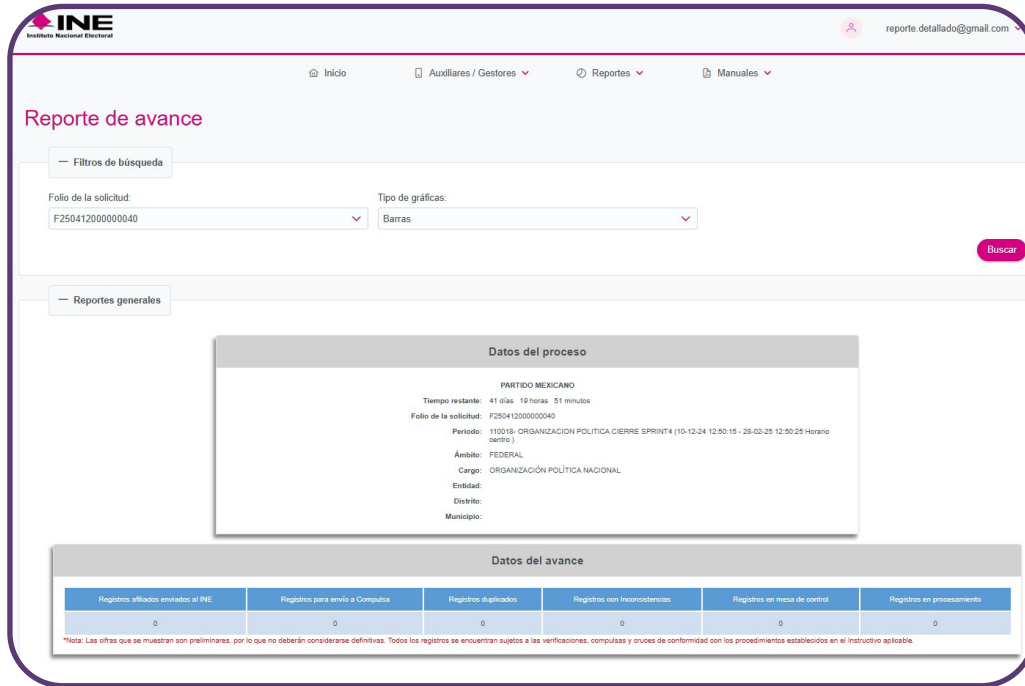 INE
Instituto Nacional Electoral
reporte.detallado@gmail.com
Inicio
Auxiliares / Gestores
Reportes
Manuales
Reporte de avance
Filtros de búsqueda
Folio de la solicitud:
Tipo de gráficas:
F250412000000040
Barras
Buscar
Reportes generales
Datos del proceso
PARTIDO MEXICANO
Tiempo restante: 41 días 19 horas 51 minutos
Folio de la solicitud: F250412000000040
Periodo: 110018- ORGANIZACION POLITICA CIERRE SPRINT4 (10-12-24 12:50:15 - 28-02-25 12:50:25 Horario
centro )
Ámbito: FEDERAL
Cargo: ORGANIZACIÓN POLÌTICA NACIONAL
Entidad:
Distrito:
Municipio:
Datos del avance
Registros afiliados enviados al INE Registros para envío a Compulsa Registros duplicados Registros con Inconsistencias Registros en mesa de control Registros en procesamiento
0 0 0 0 0 0
*Nota: Las cifras que se muestran son preliminares, por lo que no deberán considerarse definitivas. Todos los registros se encuentran sujetos a las verificaciones, compulsas y cruces de conformidad con los procedimientos establecidos en el Instructivo aplicable.